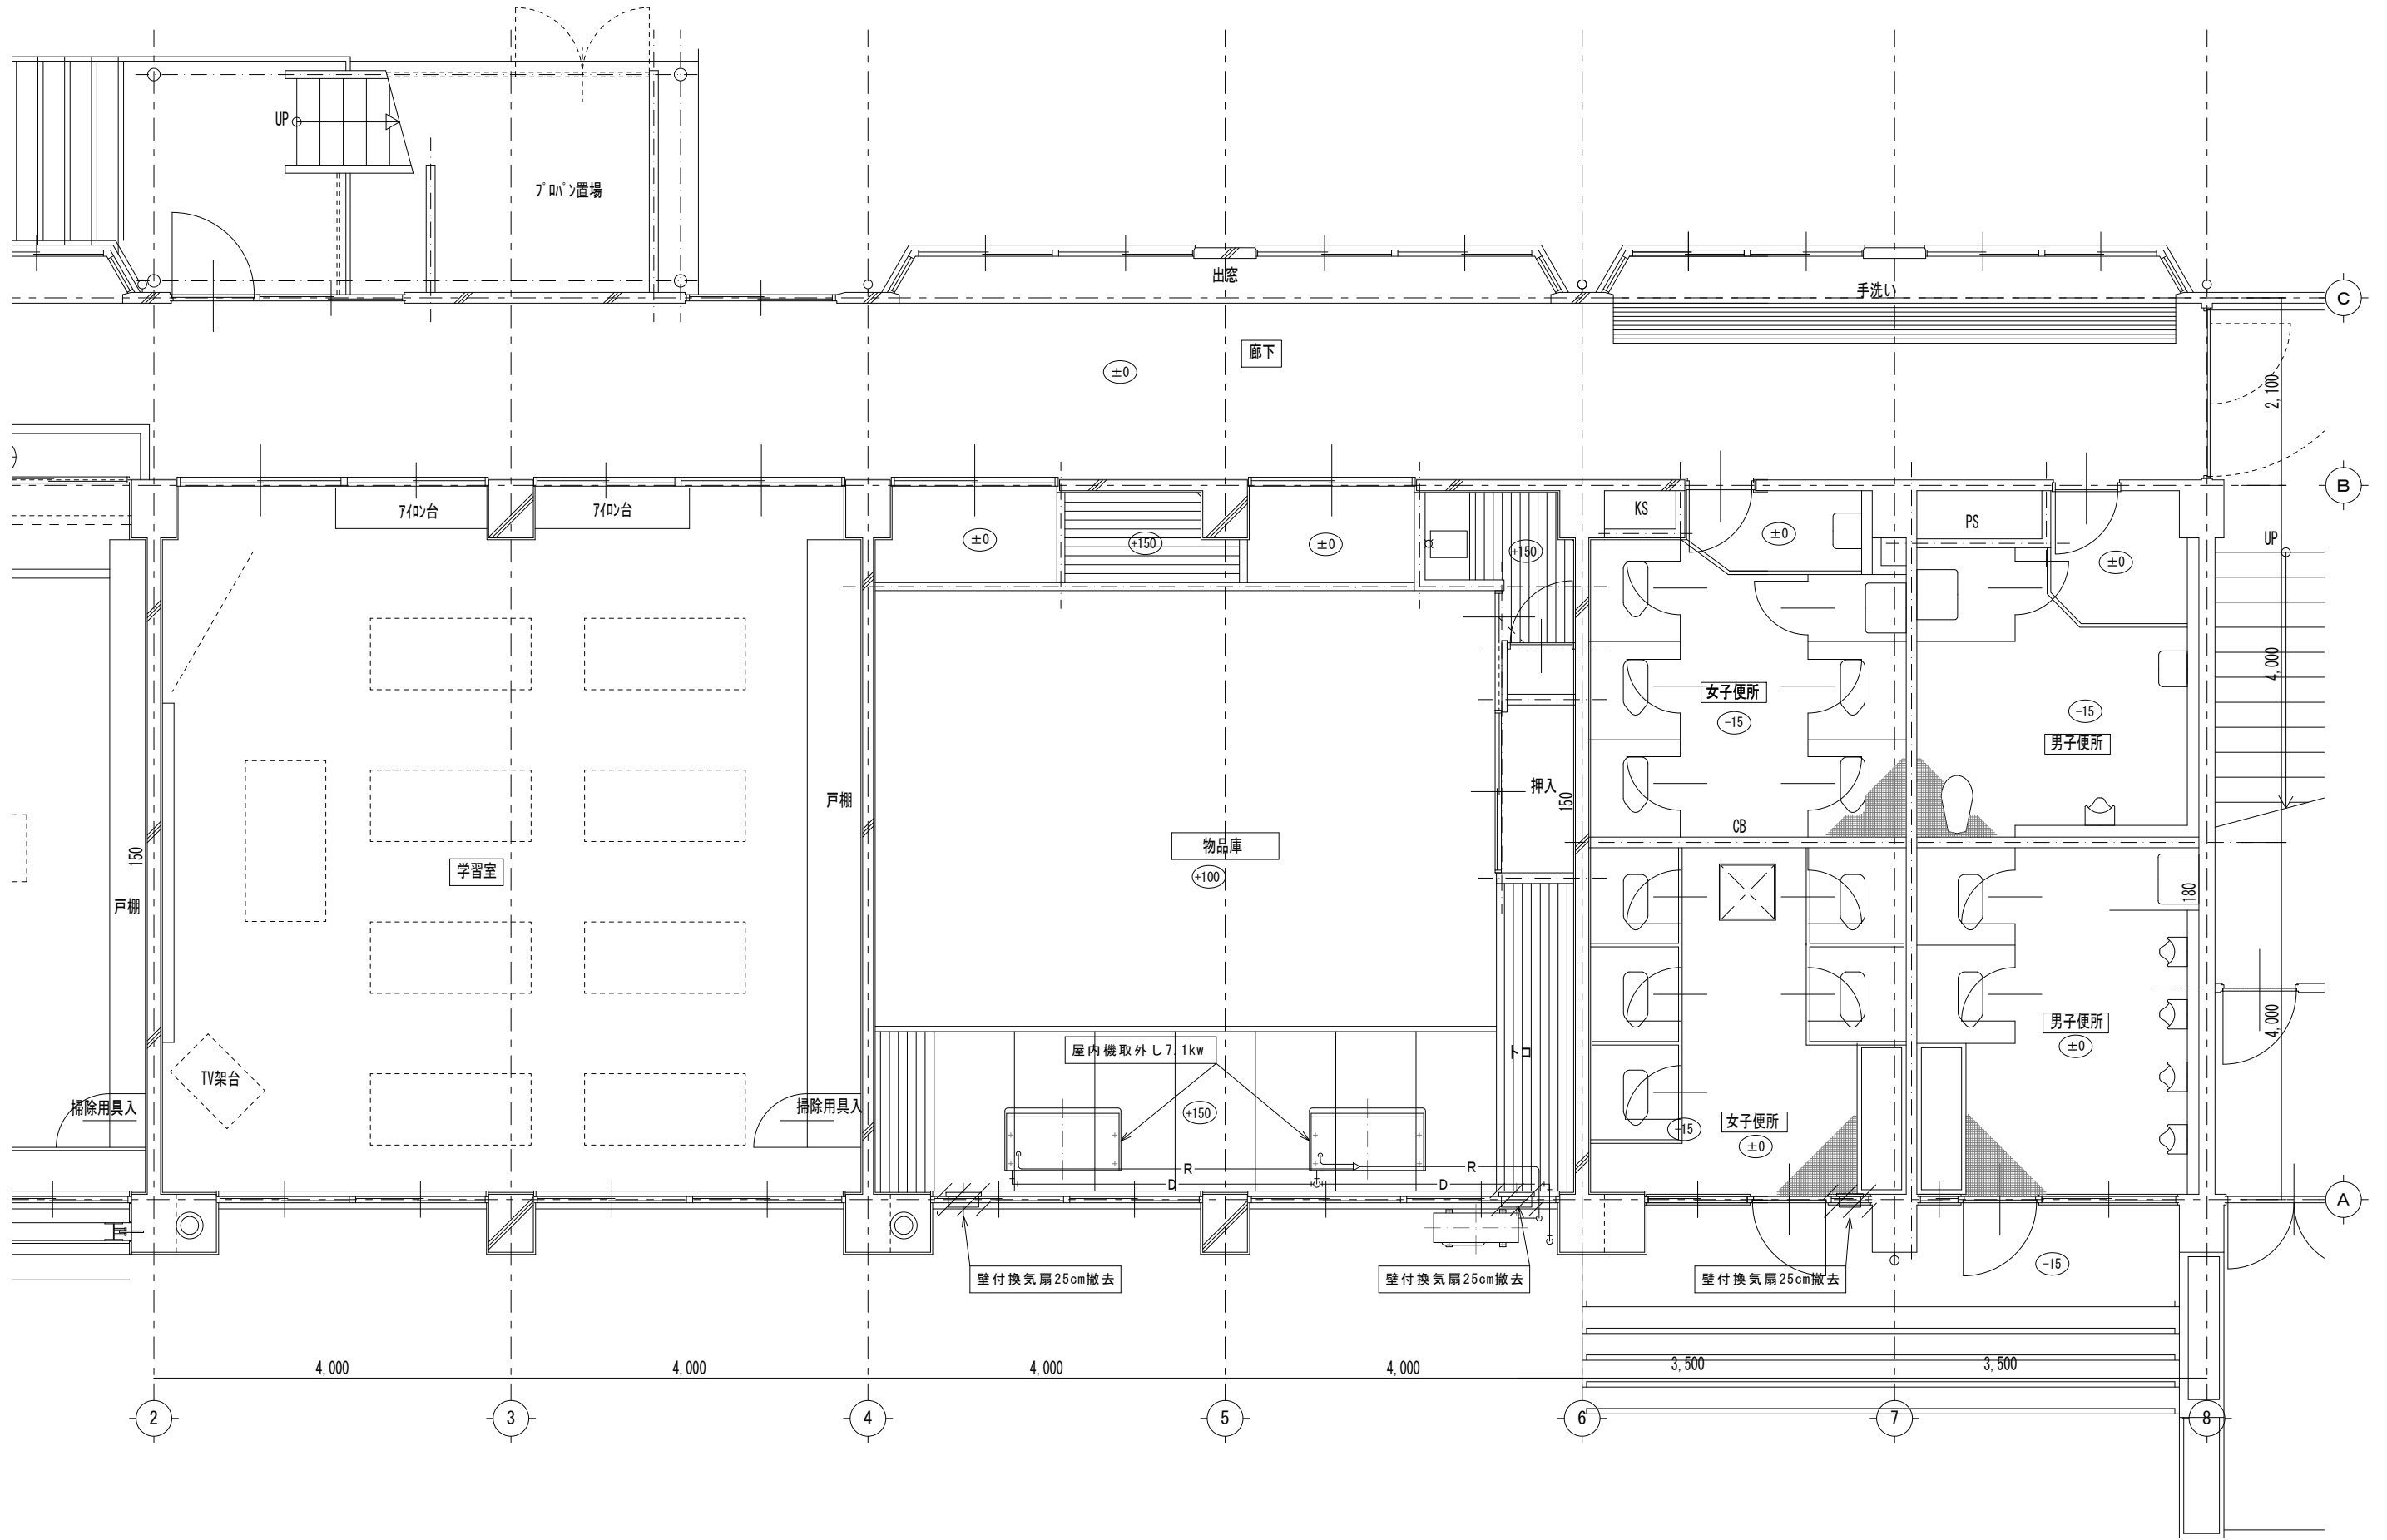 UP
ﾌﾟﾛﾊﾟﾝ置場
出窓
手洗い
C
廊下
±0
2,100
B
ｱｲﾛﾝ台
ｱｲﾛﾝ台
KS
PS
±0
+150
±0
+150
±0
±0
UP
4,000
女子便所
-15
-15
男子便所
戸棚
押入
150
CB
物品庫
+100
150
学習室
戸棚
180
4,000
男子便所
±0
屋内機取外し7.1kw
トコ
TV架台
掃除用具入
掃除用具入
+150
-15
女子便所
±0
R
R
D
D
A
-15
壁付換気扇25cm撤去
壁付換気扇25cm撤去
壁付換気扇25cm撤去
4,000
4,000
4,000
4,000
3,500
3,500
2
3
4
5
6
7
8